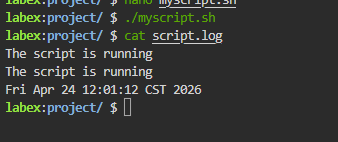 labex:project/ $ nano myscript.sh
labex:project/ $ ./myscript.sh
labex:project/ $ cat script.log
The script is running
The script is running
Fri Apr 24 12:01:12 CST 2026
labex:project/ $